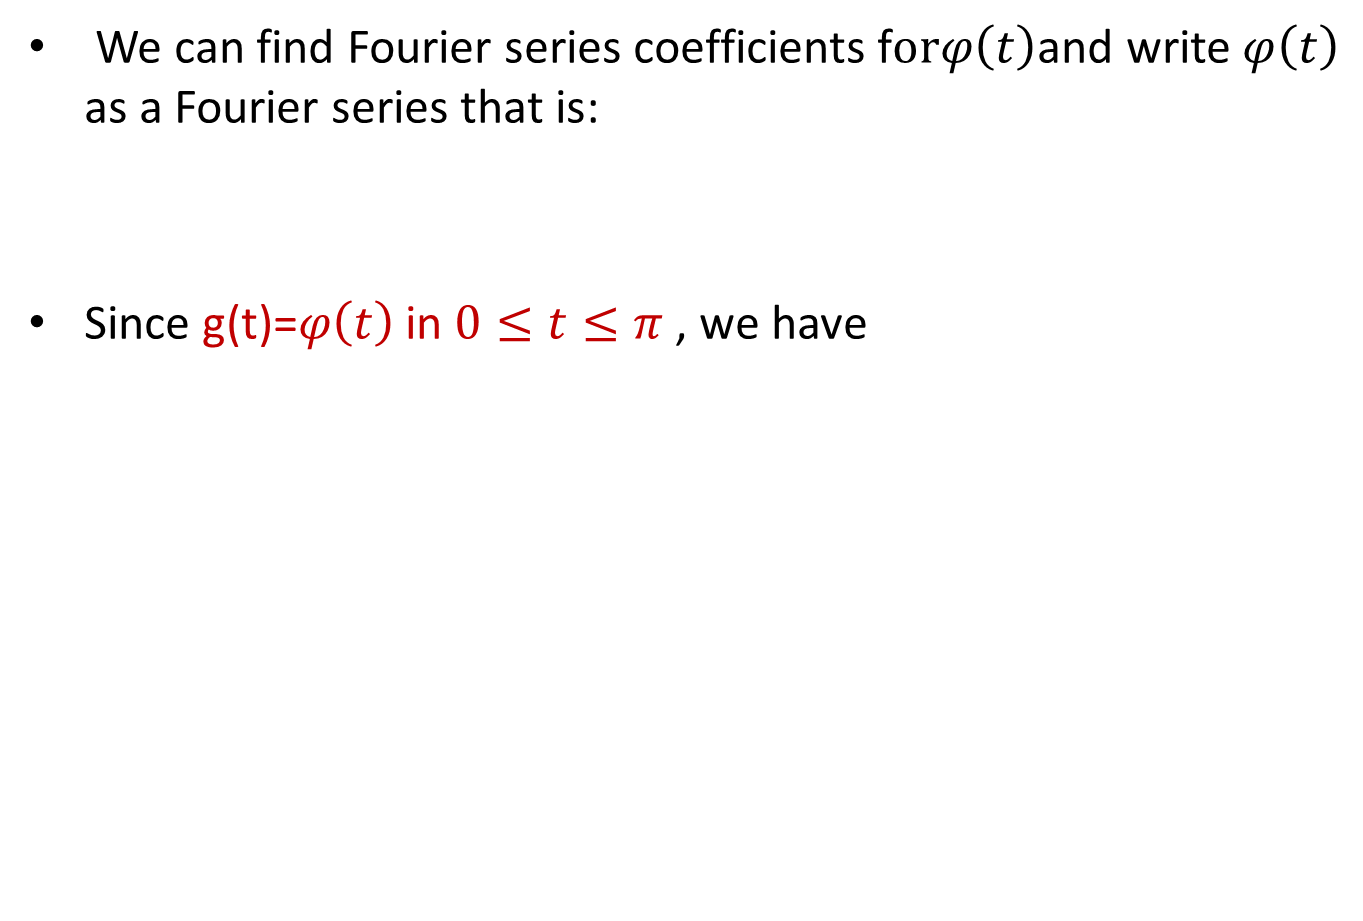 • We can find Fourier series coefficients forφ(t)and write φ(t)
as a Fourier series that is:
• Since g(t)=φ(t) in 0 ≤ t ≤ π , we have